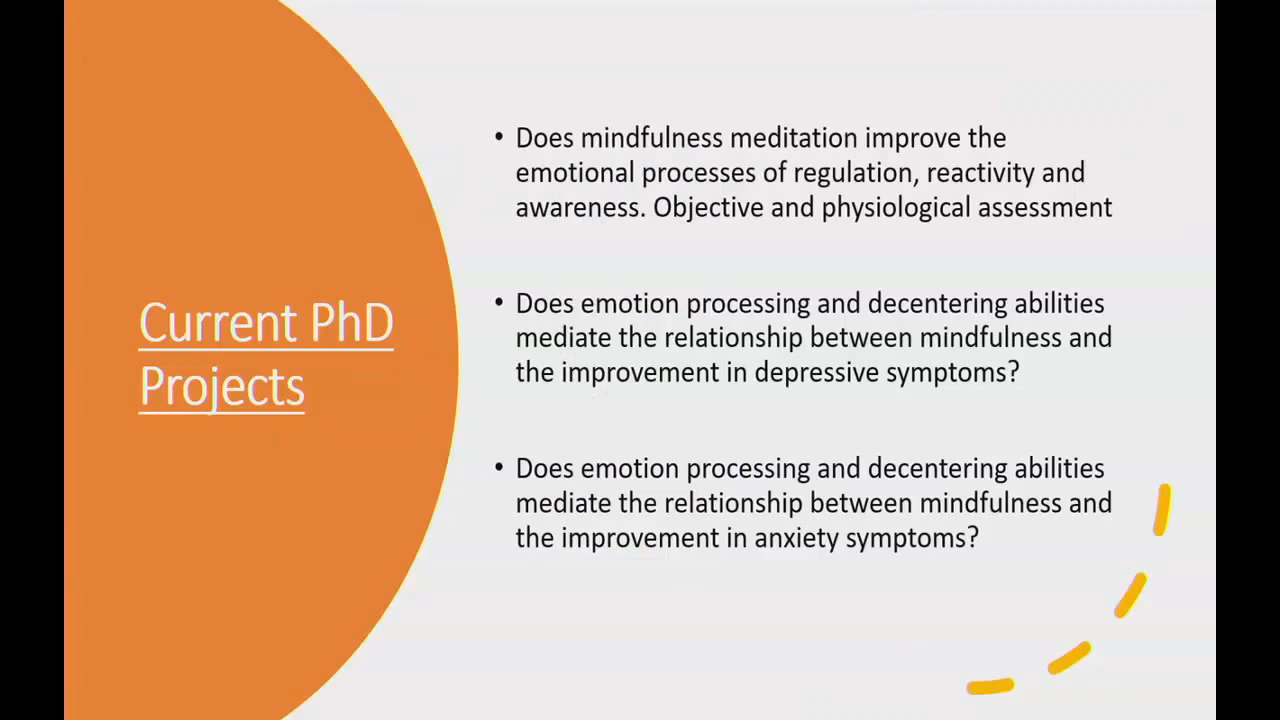 Current PhD
Projects
• Does mindfulness meditation improve the
emotional processes of regulation, reactivity and
awareness. Objective and physiological assessment
• Does emotion processing and decentering abilities
mediate the relationship between mindfulness and
the improvement in depressive symptoms?
• Does emotion processing and decentering abilities
mediate the relationship between mindfulness and
the improvement in anxiety symptoms?